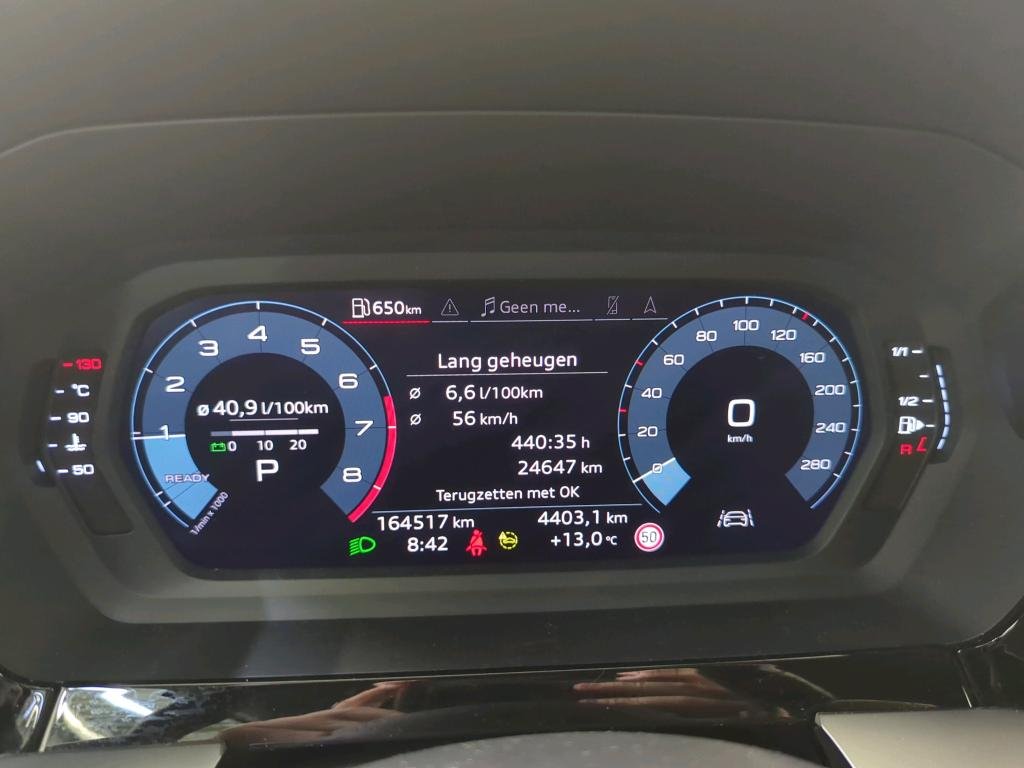 650km
Geen me...
Lang geheugen
ø 6,6 l/100km
ø 56 km/h
440:35 h
24647 km
Terugzetten met OK
164517 km
4403,1 km
8:42
+13,0 °C
50
1
2
3
4
5
6
7
8
READY
1/min x 1000
ø 40,9 l/100km
0 10 20
P
0
20
40
60
80
100
120
160
200
240
280
0
km/h
130
°C
90
50
1/1
1/2
R